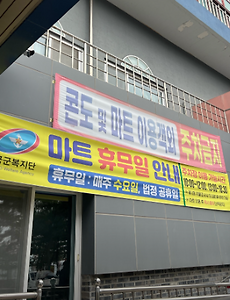 콘도 및 마트 이용객외 주차금지
국군복지단
마트 휴무일 안내
휴무일 : 매주 수요일, 법정 공휴일